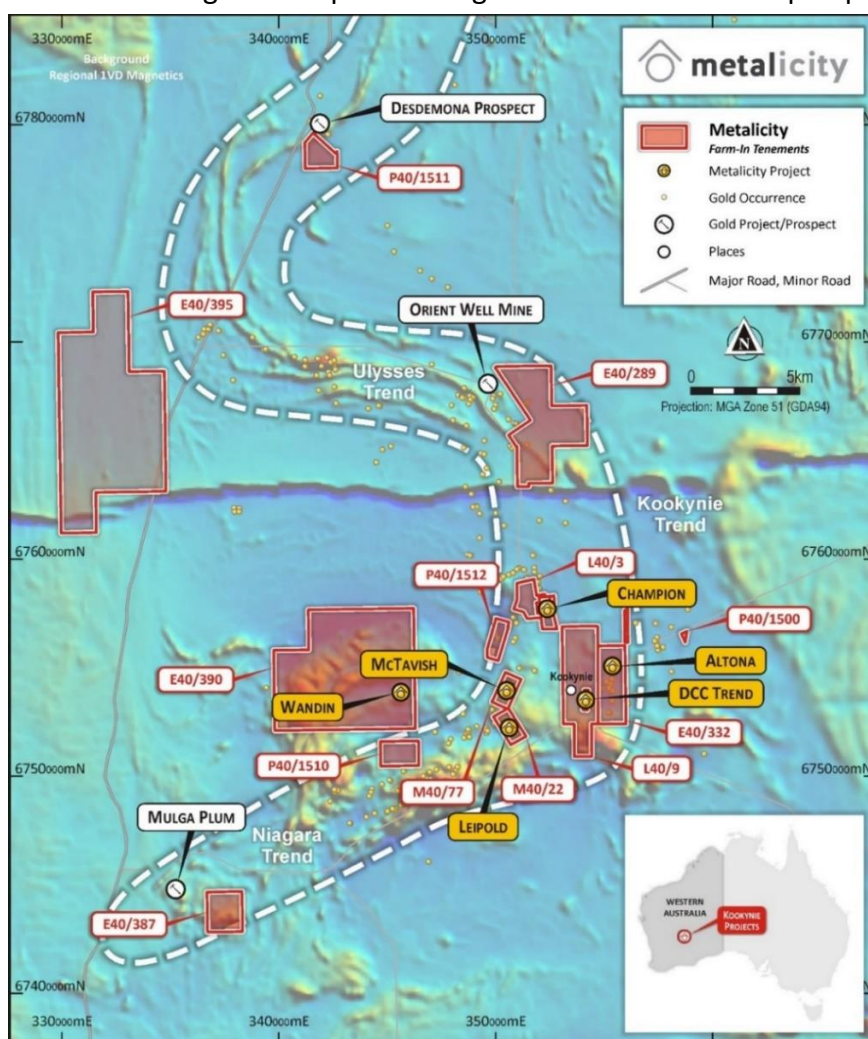 330000mE
340000mE
350000mE
Background
Regional 1VD Magnetics
metalicity
DESDEMONA PROSPECT
6780000mN
Metalicity
Farm-In Tenements
Metalicity Project
Gold Occurrence
Gold Project/Prospect
Places
Major Road, Minor Road
P40/1511
E40/395
ORIENT WELL MINE
6770000mN
N
0
5km
Projection: MGA Zone 51 (GDA94)
E40/289
Ulysses
Trend
Kookynie
Trend
6760000mN
6760000mN
P40/1512
L40/3
CHAMPION
P40/1500
MCTAVISH
E40/390
Kookynie
ALTONA
WANDIN
DCC TREND
E40/332
P40/1510
L40/9
6750000mN
6750000mN
M40/77
M40/22
MULGA PLUM
LEIPOLD
Niagara
Trend
E40/387
WESTERN
AUSTRALIA
KOOKYNIE
PROJECTS
6740000mN
330000mE
340000mE
350000mE